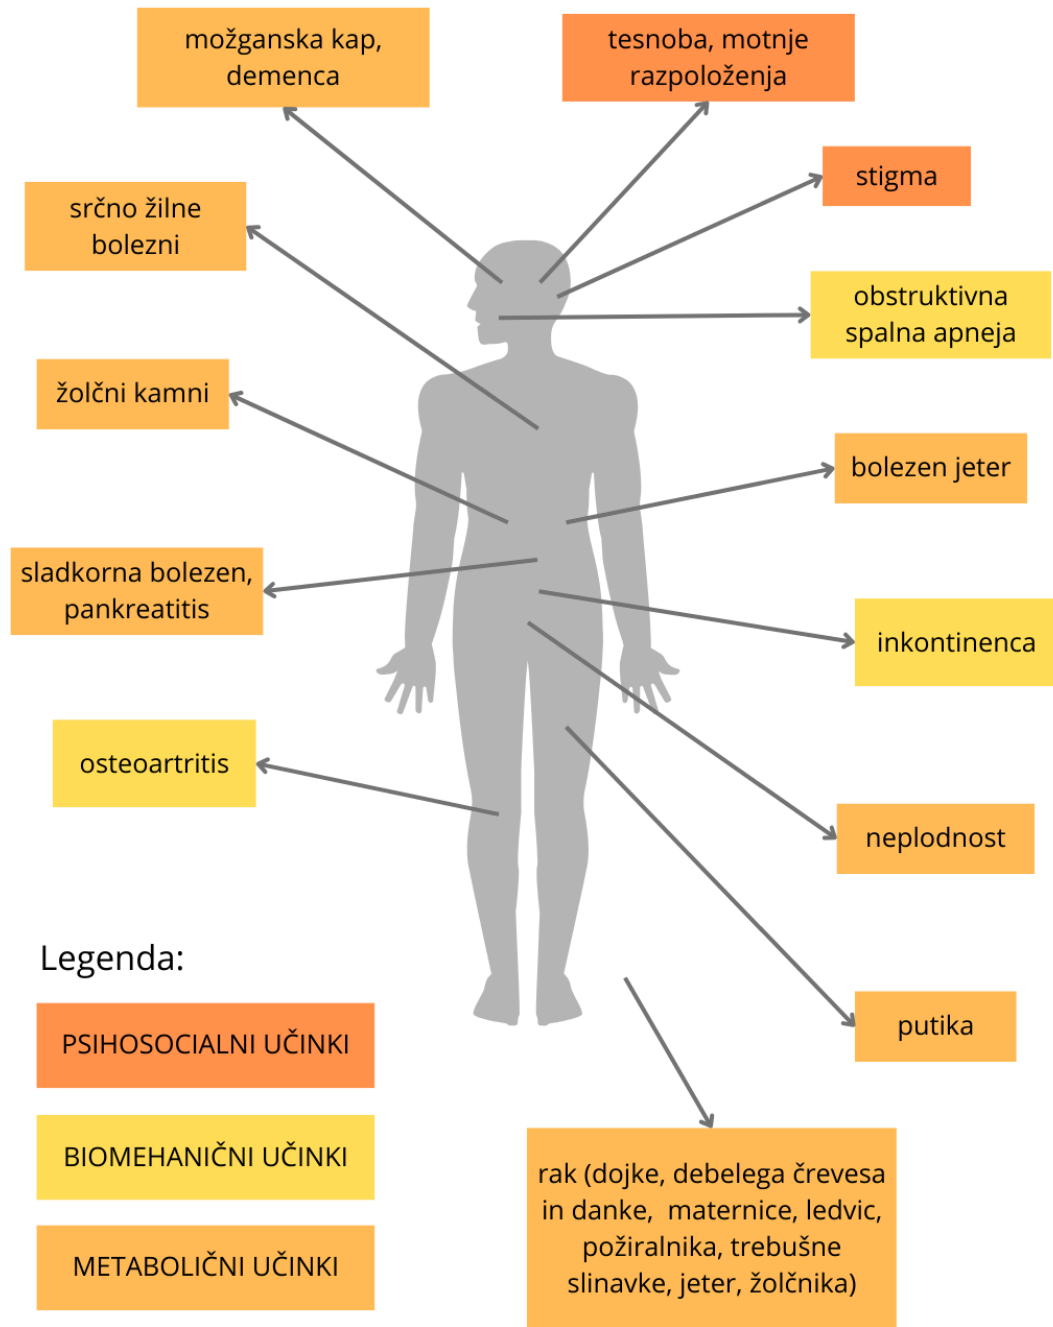 možganska kap,
demenca
tesnoba, motnje
razpoloženja
stigma
srčno žilne
bolezni
obstruktivna
spalna apneja
žolčni kamni
bolezen jeter
sladkorna bolezen,
pankreatitis
inkontinenca
osteoartritis
neplodnost
putika
rak (dojke, debelega črevesa
in danke, maternice, ledvic,
požiralnika, trebušne
slinavke, jeter, žolčnika)
Legenda:
PSIHOSOCIALNI UČINKI
BIOMEHANIČNI UČINKI
METABOLIČNI UČINKI